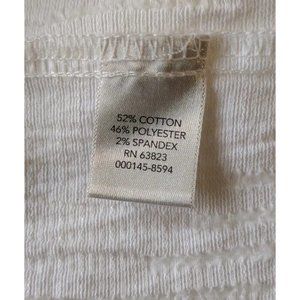 52% COTTON
46% POLYESTER
2% SPANDEX
RN 63823
000145-8594